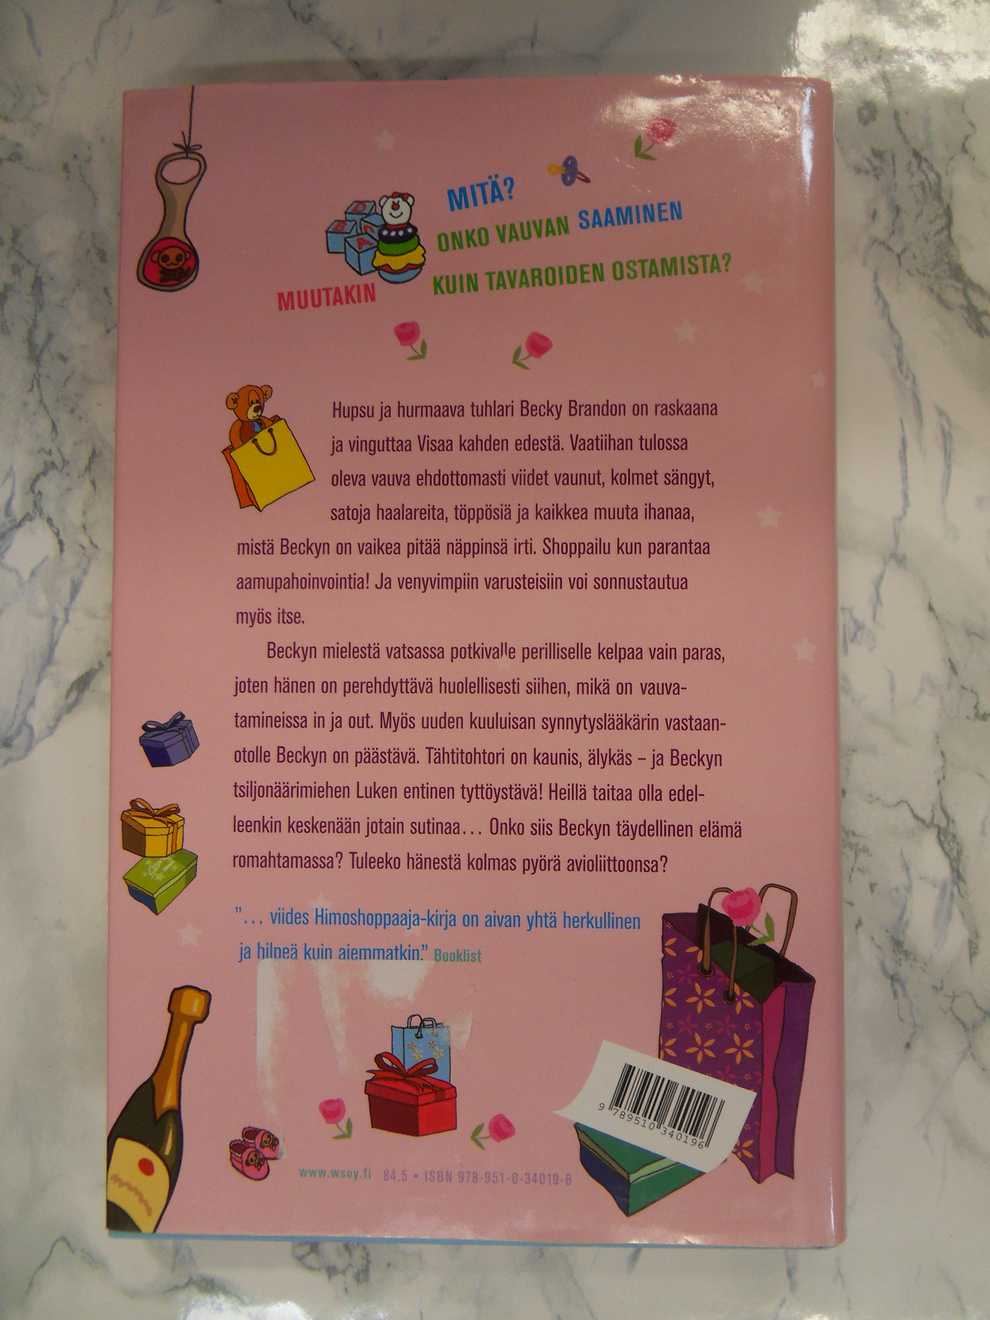 MITÄ?
ONKO VAUVAN SAAMINEN
MUUTAKIN KUIN TAVAROIDEN OSTAMISTA?
Hupsu ja hurmaava tuhlari Becky Brandon on raskaana
ja vinguttaa Visaa kahden edestä. Vaatiihan tulossa
oleva vauva ehdottomasti viidet vaunut, kolmet sängyt,
satoja haalareita, töppösiä ja kaikkea muuta ihanaa,
mistä Beckyn on vaikea pitää näppinsä irti. Shoppailu kun parantaa
aamupahoinvointia! Ja venyvimpiin varusteisiin voi sonnustautua
myös itse.
Beckyn mielestä vatsassa potkivalle perilliselle kelpaa vain paras,
joten hänen on perehdyttävä huolellisesti siihen, mikä on vauva-
tamineissa in ja out. Myös uuden kuuluisan synnytyslääkärin vastaan-
otolle Beckyn on päästävä. Tähtitohtori on kaunis, älykäs – ja Beckyn
tsiljonäärimiehen Luken entinen tyttöystävä! Heillä taitaa olla edel-
leenkin keskenään jotain sutinaa... Onko siis Beckyn täydellinen elämä
romahtamassa? Tuleeko hänestä kolmas pyörä avioliittoonsa?
"... viides Himoshoppaaja-kirja on aivan yhtä herkullinen
ja hilpeä kuin aiemmatkin." Booklist
9 789510 340196
www.wsoy.fi 84.5 • ISBN 978-951-0-34019-6